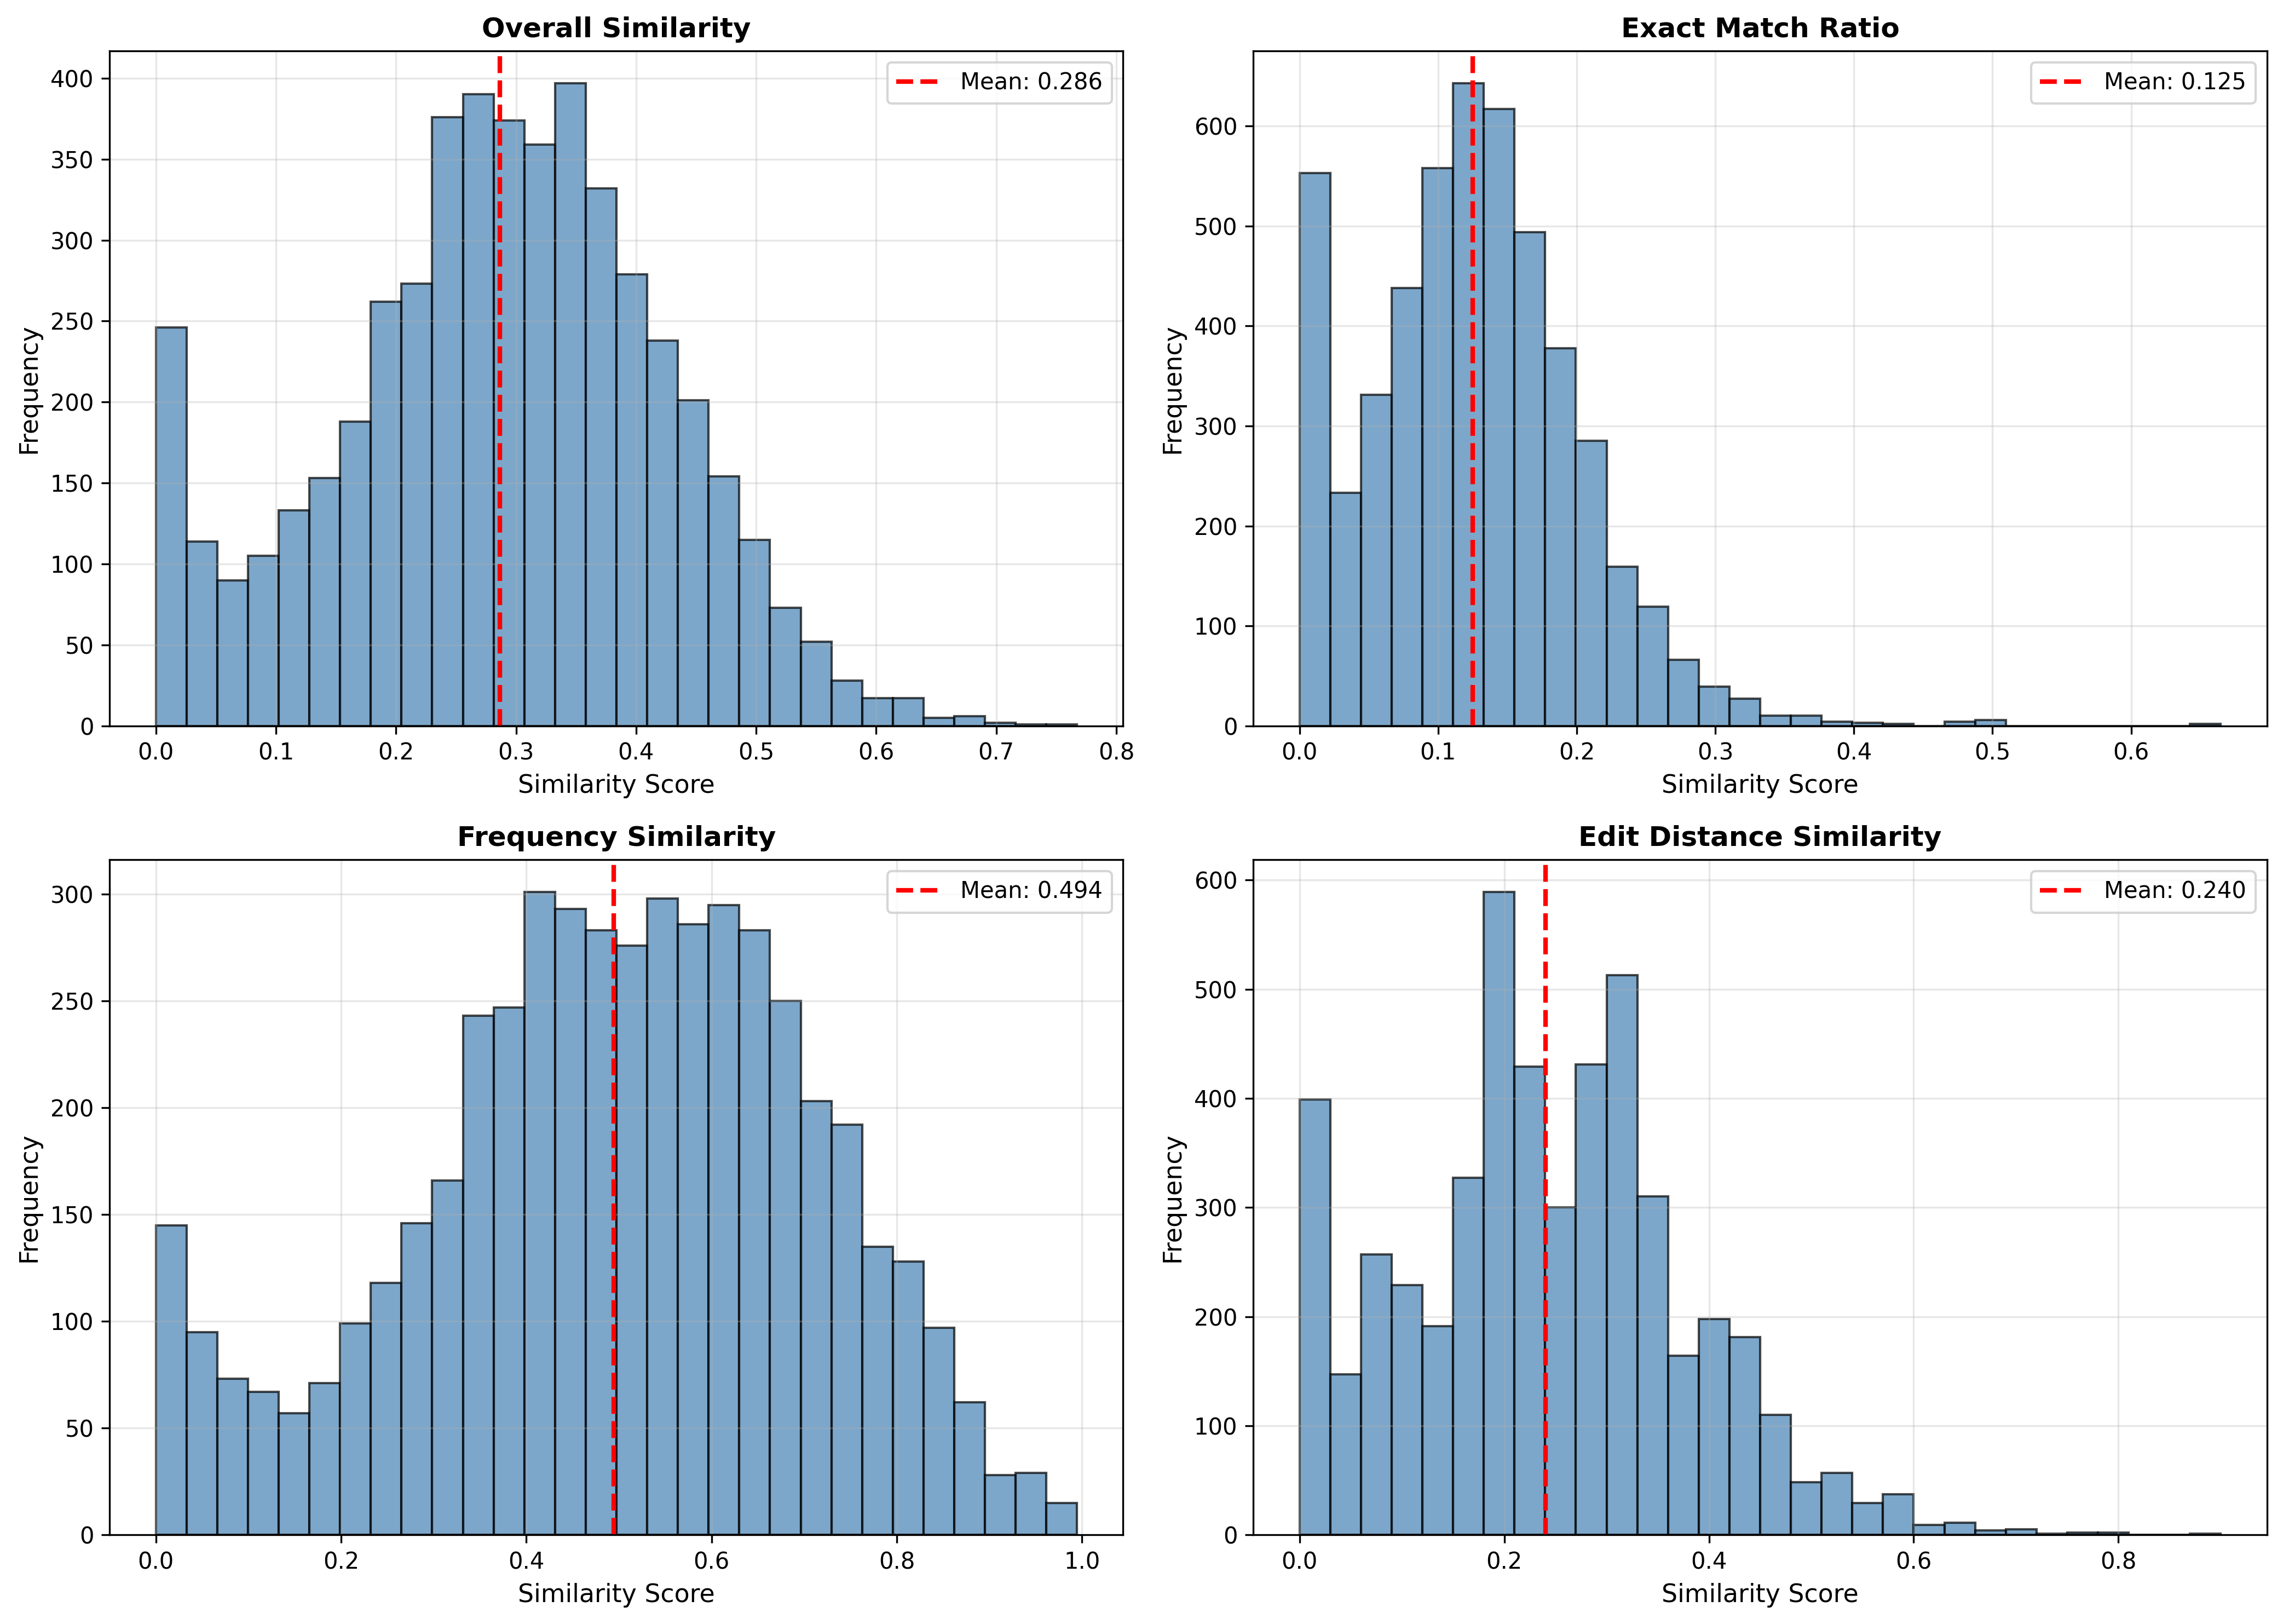 Overall Similarity
Mean: 0.286
Frequency
400
350
300
250
200
150
100
50
0
0.0 0.1 0.2 0.3 0.4 0.5 0.6 0.7 0.8
Similarity Score
Exact Match Ratio
Mean: 0.125
Frequency
600
500
400
300
200
100
0
0.0 0.1 0.2 0.3 0.4 0.5 0.6
Similarity Score
Frequency Similarity
Mean: 0.494
Frequency
300
250
200
150
100
50
0
0.0 0.2 0.4 0.6 0.8 1.0
Similarity Score
Edit Distance Similarity
Mean: 0.240
Frequency
600
500
400
300
200
100
0
0.0 0.2 0.4 0.6 0.8
Similarity Score